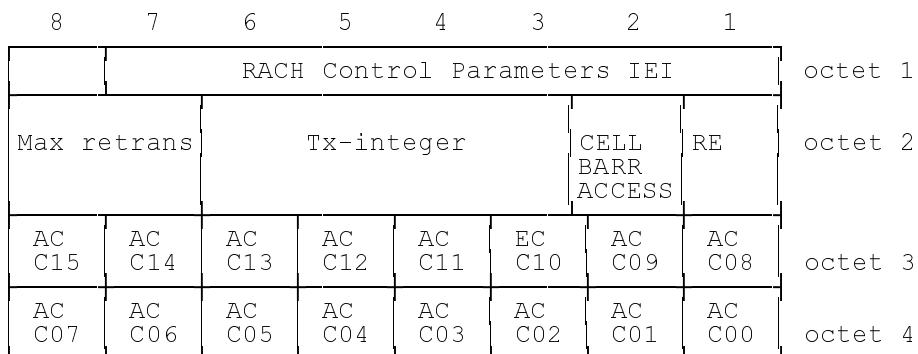 8 7 6 5 4 3 2 1
RACH Control Parameters IEI octet 1
Max retrans Tx-integer CELL RE octet 2
BARR
ACCESS
AC AC AC AC AC EC AC AC
C15 C14 C13 C12 C11 C10 C09 C08 octet 3
AC AC AC AC AC AC AC AC
C07 C06 C05 C04 C03 C02 C01 C00 octet 4